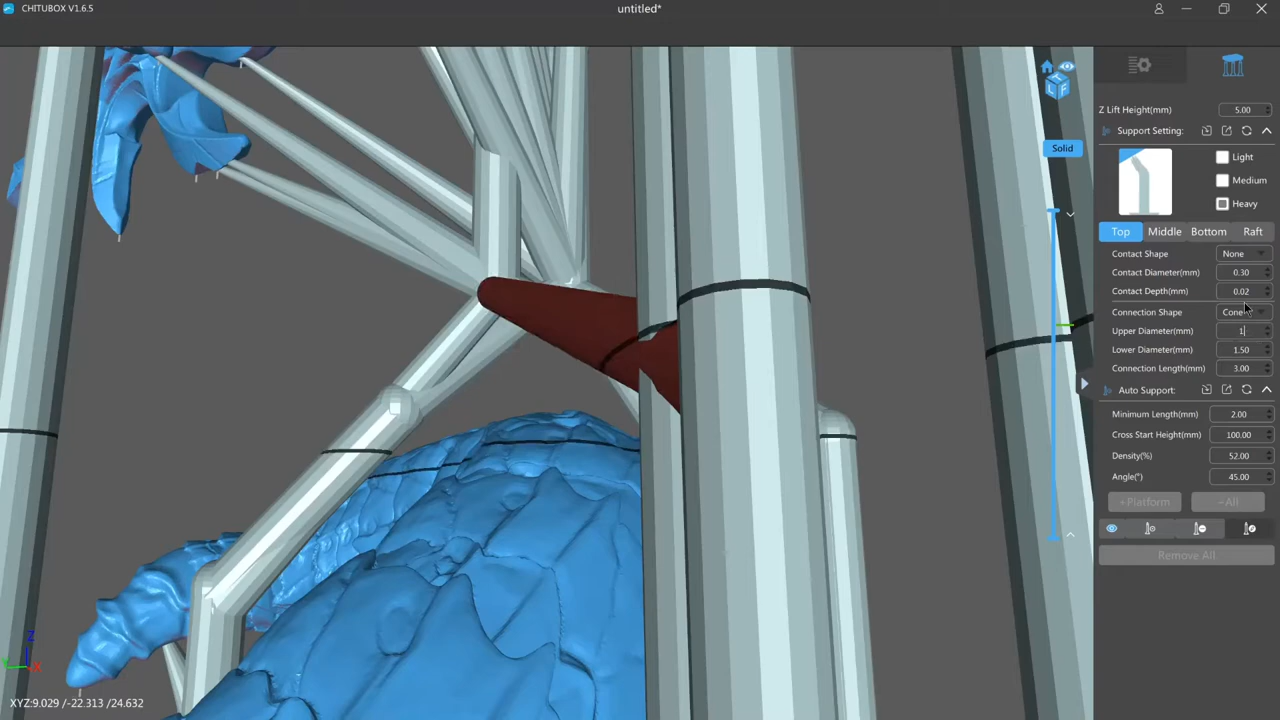 CHITUBOX V1.6.5
untitled*
Z Lift Height(mm) 5.00
Support Setting:
Light
Medium
Heavy
Solid
Top Middle Bottom Raft
Contact Shape None
Contact Diameter(mm) 0.30
Contact Depth(mm) 0.02
Connection Shape Cone
Upper Diameter(mm) 1
Lower Diameter(mm) 1.50
Connection Length(mm) 3.00
Auto Support:
Minimum Length(mm) 2.00
Cross Start Height(mm) 100.00
Density(%) 52.00
Angle(°) 45.00
+Platform +All
Remove All
L F
Z
Y X
XYZ:9.029 /-22.313 /24.632